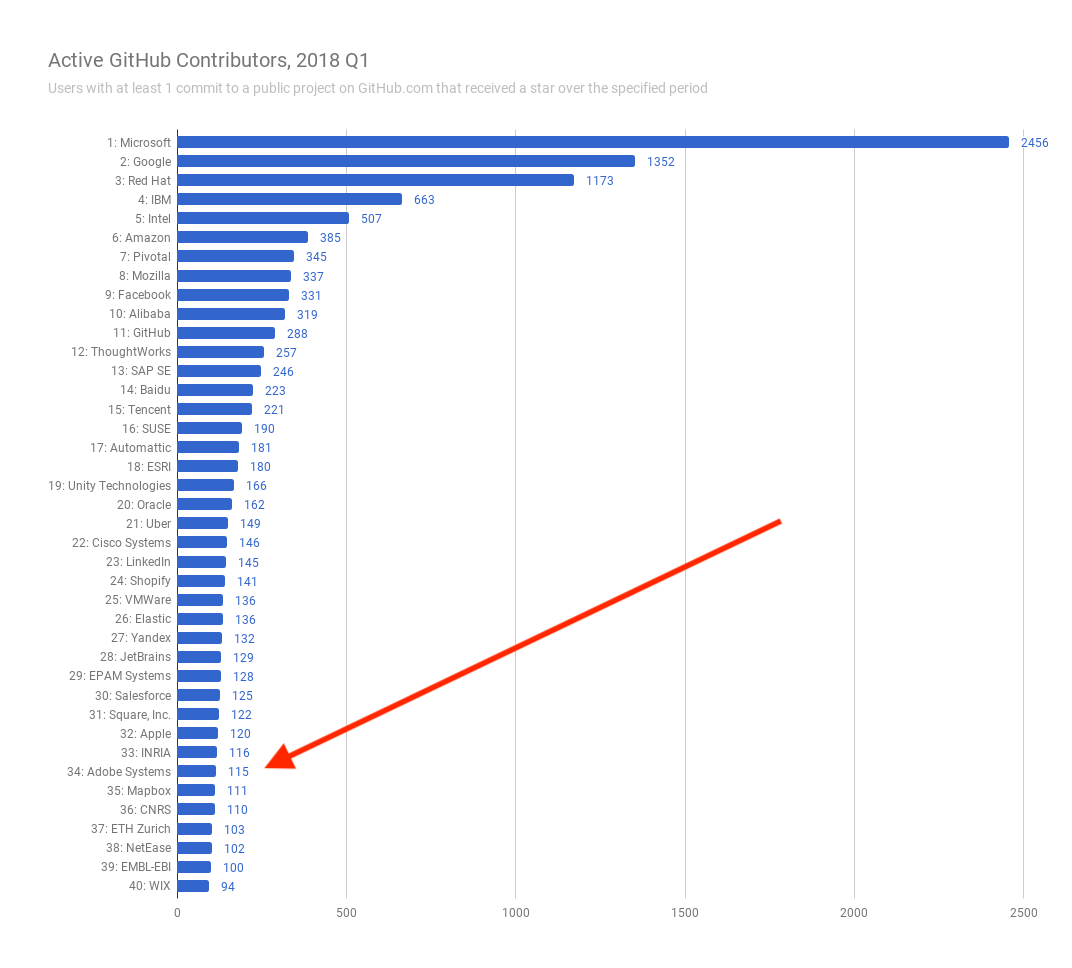 Active GitHub Contributors, 2018 Q1
Users with at least 1 commit to a public project on GitHub.com that received a star over the specified period
1: Microsoft 2456
2: Google 1352
3: Red Hat 1173
4: IBM 663
5: Intel 507
6: Amazon 385
7: Pivotal 345
8: Mozilla 337
9: Facebook 331
10: Alibaba 319
11: GitHub 288
12: ThoughtWorks 257
13: SAP SE 246
14: Baidu 223
15: Tencent 221
16: SUSE 190
17: Automattic 181
18: ESRI 180
19: Unity Technologies 166
20: Oracle 162
21: Uber 149
22: Cisco Systems 146
23: LinkedIn 145
24: Shopify 141
25: VMWare 136
26: Elastic 136
27: Yandex 132
28: JetBrains 129
29: EPAM Systems 128
30: Salesforce 125
31: Square, Inc. 122
32: Apple 120
33: INRIA 116
34: Adobe Systems 115
35: Mapbox 111
36: CNRS 110
37: ETH Zurich 103
38: NetEase 102
39: EMBL-EBI 100
40: WIX 94
0 500 1000 1500 2000 2500